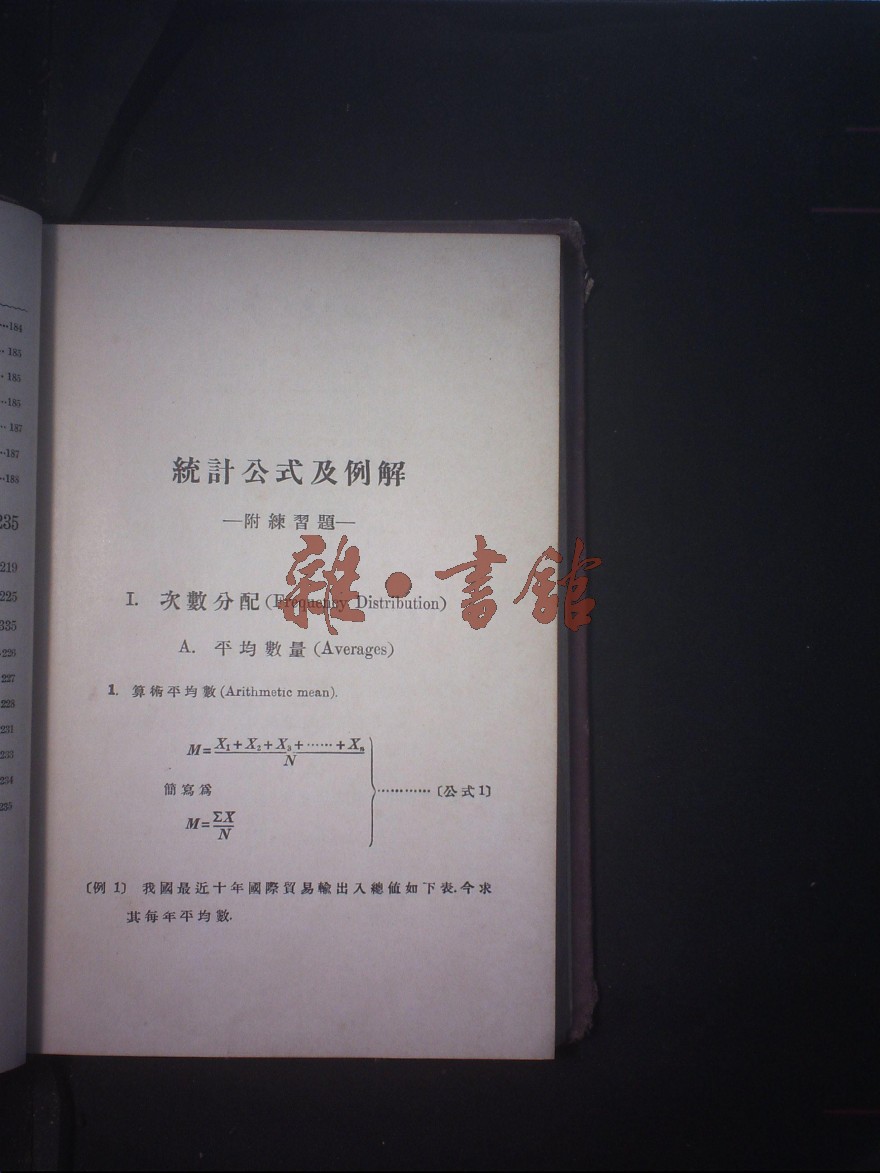 …184
…183
…185
…185
…187
…187
…188
235
219
225
335
226
227
228
231
233
234
235
統計公式及例解
—附練習題—
雜·書館
I. 次數分配 (Frequency Distribution)
A. 平均數量 (Averages)
1. 算術平均數 (Arithmetic mean).
M=X₁+X₂+X₃+……+Xₙ/N
簡寫爲
…………〔公式1〕
M=ΣX/N
〔例 1〕 我國最近十年國際貿易輸出入總值如下表.今求
其每年平均數.